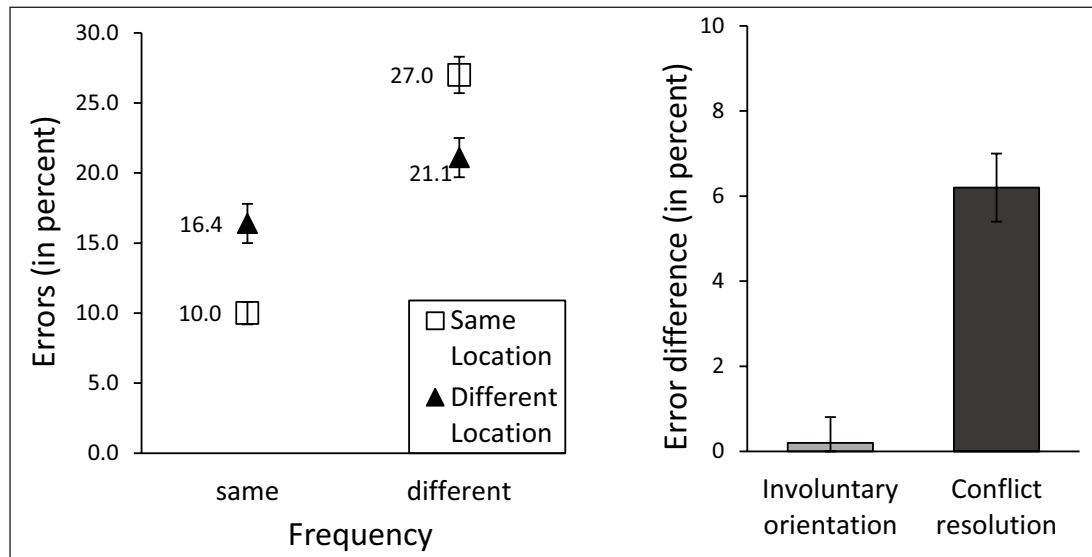 Errors (in percent)
30.0
25.0
20.0
15.0
10.0
5.0
0.0
27.0
21.1
16.4
10.0
Same
Location
Different
Location
same
different
Frequency
Error difference (in percent)
10
8
6
4
2
0
Involuntary
orientation
Conflict
resolution